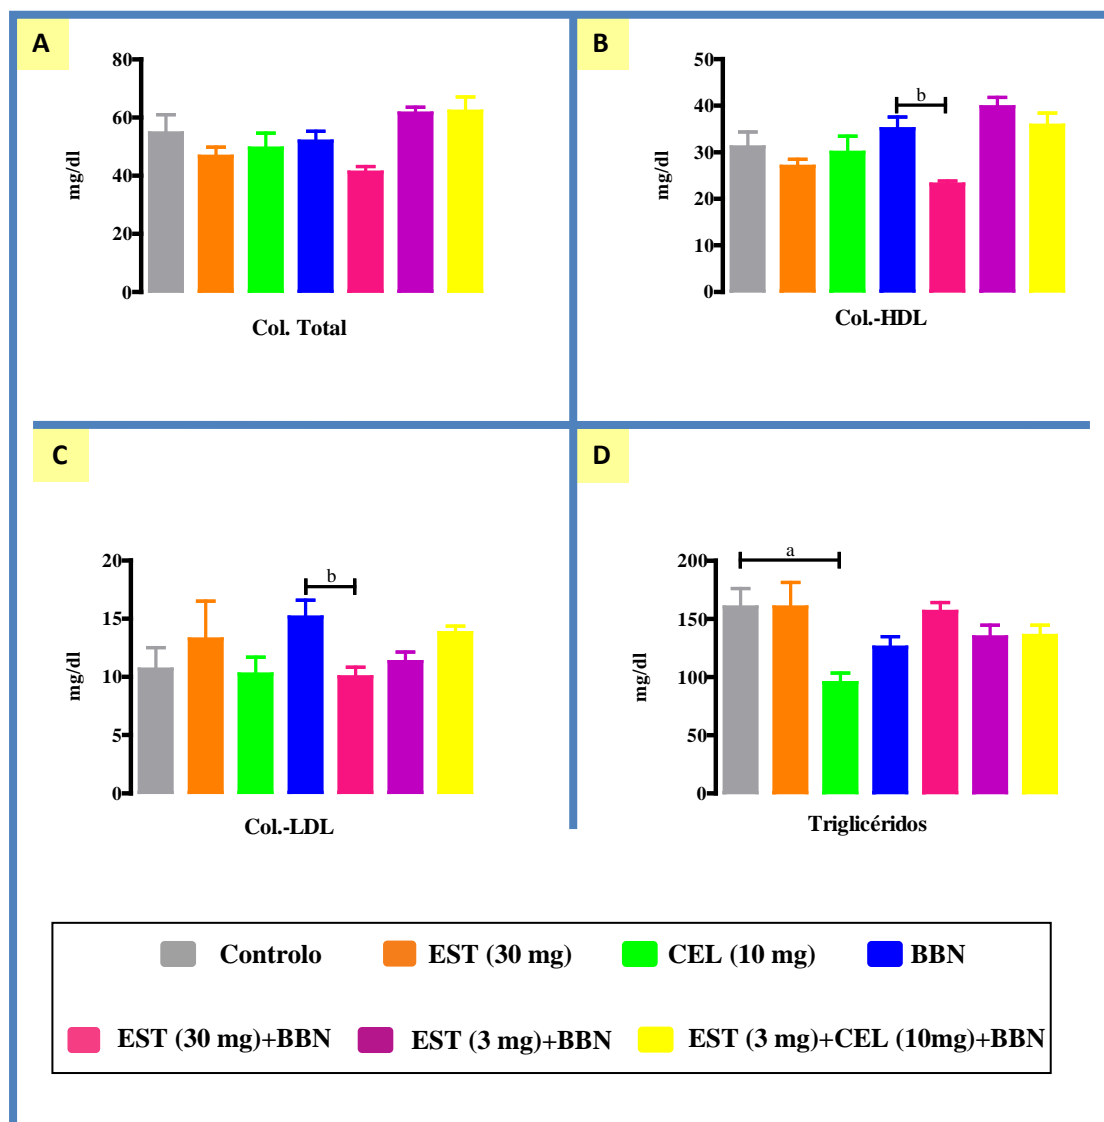 A
80
60
40
20
0
mg/dl
Col. Total
B
50
40
30
20
10
0
mg/dl
b
Col.-HDL
C
20
15
10
5
0
mg/dl
b
Col.-LDL
D
200
150
100
50
0
mg/dl
a
Triglicéridos
Controlo EST (30 mg) CEL (10 mg) BBN
EST (30 mg)+BBN EST (3 mg)+BBN EST (3 mg)+CEL (10mg)+BBN